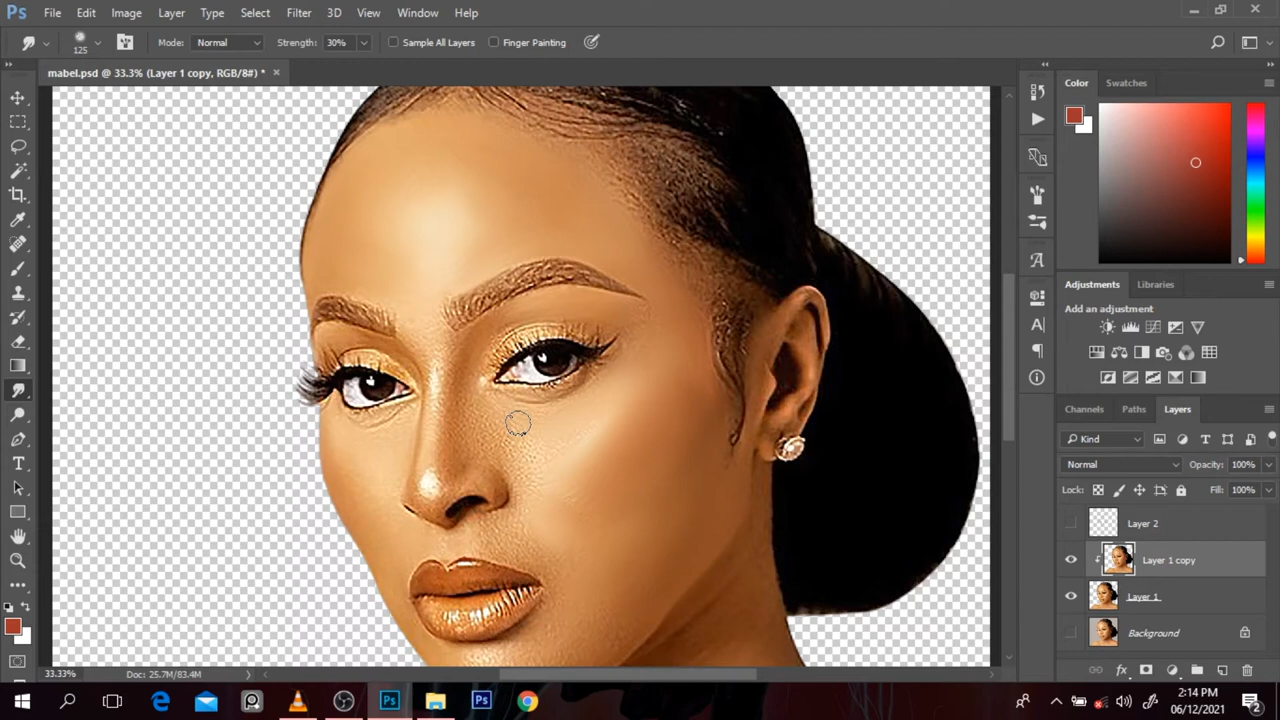 Ps File Edit Image Layer Type Select Filter 3D View Window Help
125 Mode: Normal Strength: 30% Sample All Layers Finger Painting
mabel.psd @ 33.3% (Layer 1 copy, RGB/8#) * ×
Color Swatches
Adjustments Libraries
Add an adjustment
Channels Paths Layers
Kind
Normal Opacity: 100%
Lock: Fill: 100%
Layer 2
Layer 1 copy
Layer 1
Background
33.33% Doc: 25.7M/83.4M
2:14 PM
06/12/2021
2